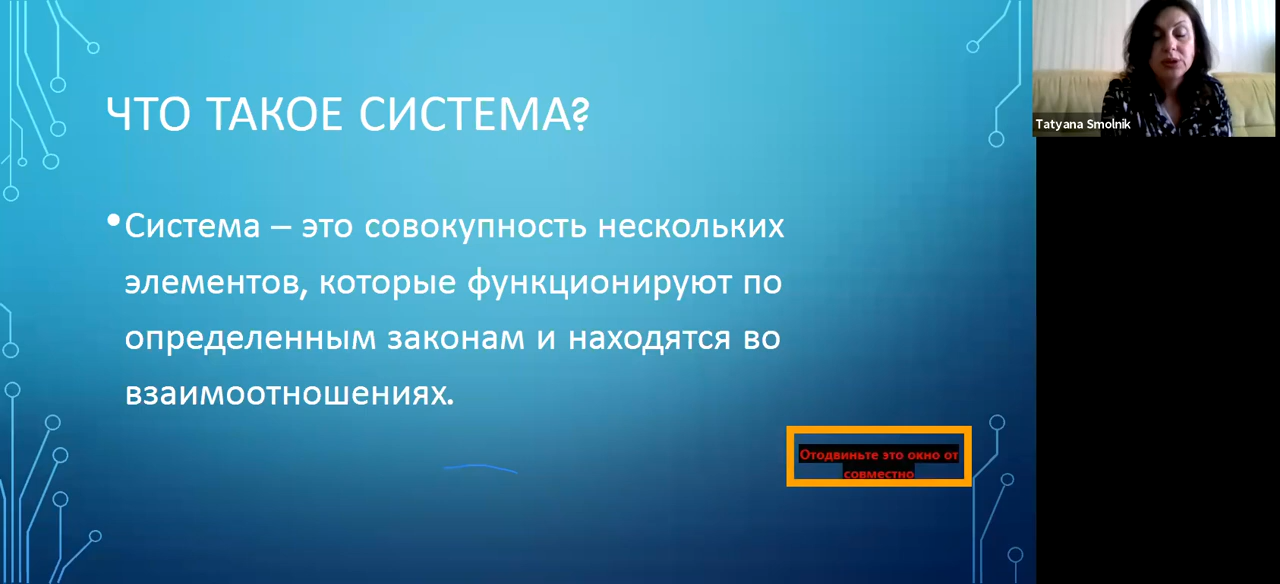 ЧТО ТАКОЕ СИСТЕМА?
•Система – это совокупность нескольких
элементов, которые функционируют по
определенным законам и находятся во
взаимоотношениях.
Отодвиньте это окно от
совместно
Tatyana Smolnik